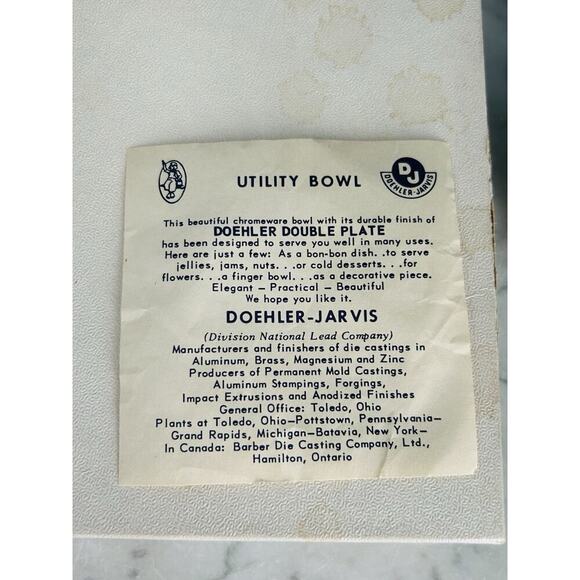 UTILITY BOWL
DJ
DOEHLER-JARVIS
This beautiful chromeware bowl with its durable finish of
DOEHLER DOUBLE PLATE
has been designed to serve you well in many uses.
Here are just a few: As a bon-bon dish. .to serve
jellies, jams, nuts. . .or cold desserts. . .for
flowers. . .a finger bowl. . .as a decorative piece.
Elegant – Practical – Beautiful
We hope you like it.
DOEHLER-JARVIS
(Division National Lead Company)
Manufacturers and finishers of die castings in
Aluminum, Brass, Magnesium and Zinc
Producers of Permanent Mold Castings,
Aluminum Stampings, Forgings,
Impact Extrusions and Anodized Finishes
General Office: Toledo, Ohio
Plants at Toledo, Ohio–Pottstown, Pennsylvania–
Grand Rapids, Michigan–Batavia, New York–
In Canada: Barber Die Casting Company, Ltd.,
Hamilton, Ontario